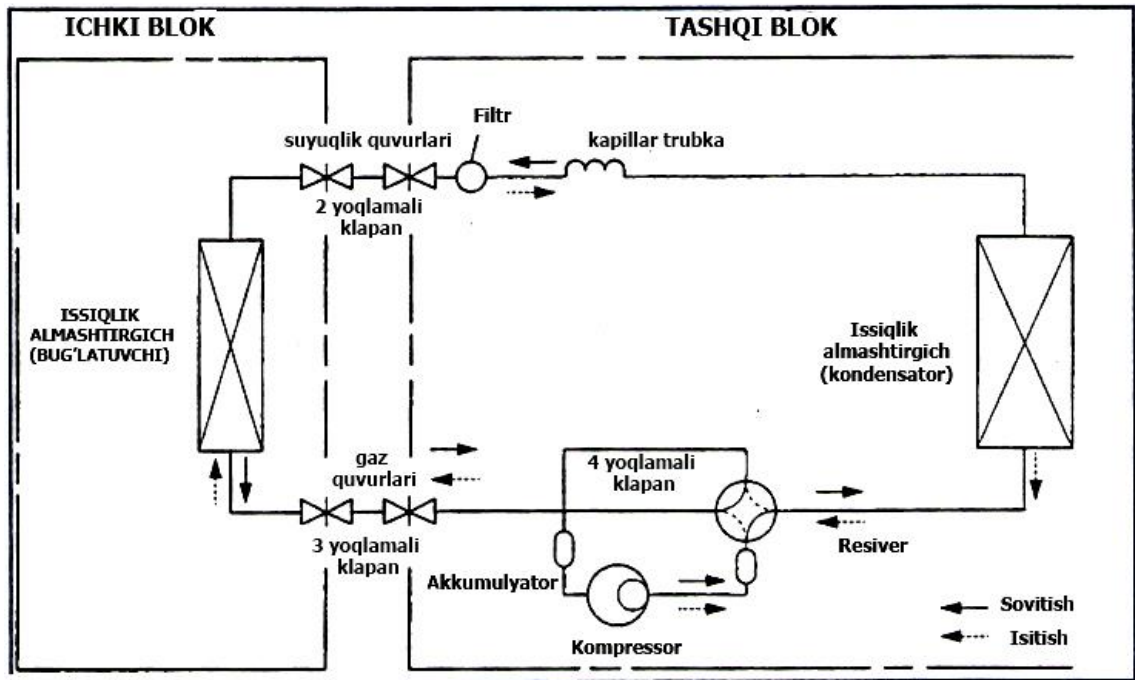 ICHKI BLOK
TASHQI BLOK
Filtr
suyuqlik quvurlari
kapillar trubka
2 yoqlamali
klapan
ISSIQLIK
ALMASHTIRGICH
(BUG‘LATUVCHI)
Issiqlik
almashtirgich
(kondensator)
gaz
quvurlari
4 yoqlamali
klapan
3 yoqlamali
klapan
Resiver
Akkumulyator
Kompressor
Sovitish
Isitish